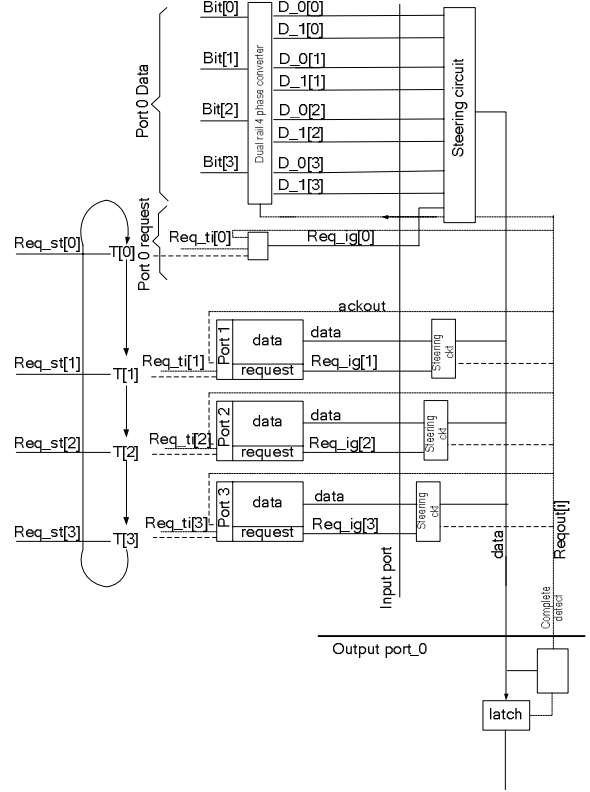 Bit[0]
D_0[0]
D_1[0]
Bit[1]
D_0[1]
D_1[1]
Bit[2]
D_0[2]
D_1[2]
Bit[3]
D_0[3]
D_1[3]
Port 0 Data
Dual rail 4 phase converter
Steering circuit
Port 0 request
Req_st[0]
T[0]
Req_ti[0]
Req_ig[0]
ackout
Port 1
data
data
Steering
ckt
Req_st[1]
T[1]
Req_ti[1]
request
Req_ig[1]
Port 2
data
data
Steering
ckt
Req_st[2]
T[2]
Req_ti[2]
request
Req_ig[2]
Port 3
data
data
Steering
ckt
Req_st[3]
T[3]
Req_ti[3]
request
Req_ig[3]
Input port
data
Reqout[i]
Complete
detect
Output port_0
latch